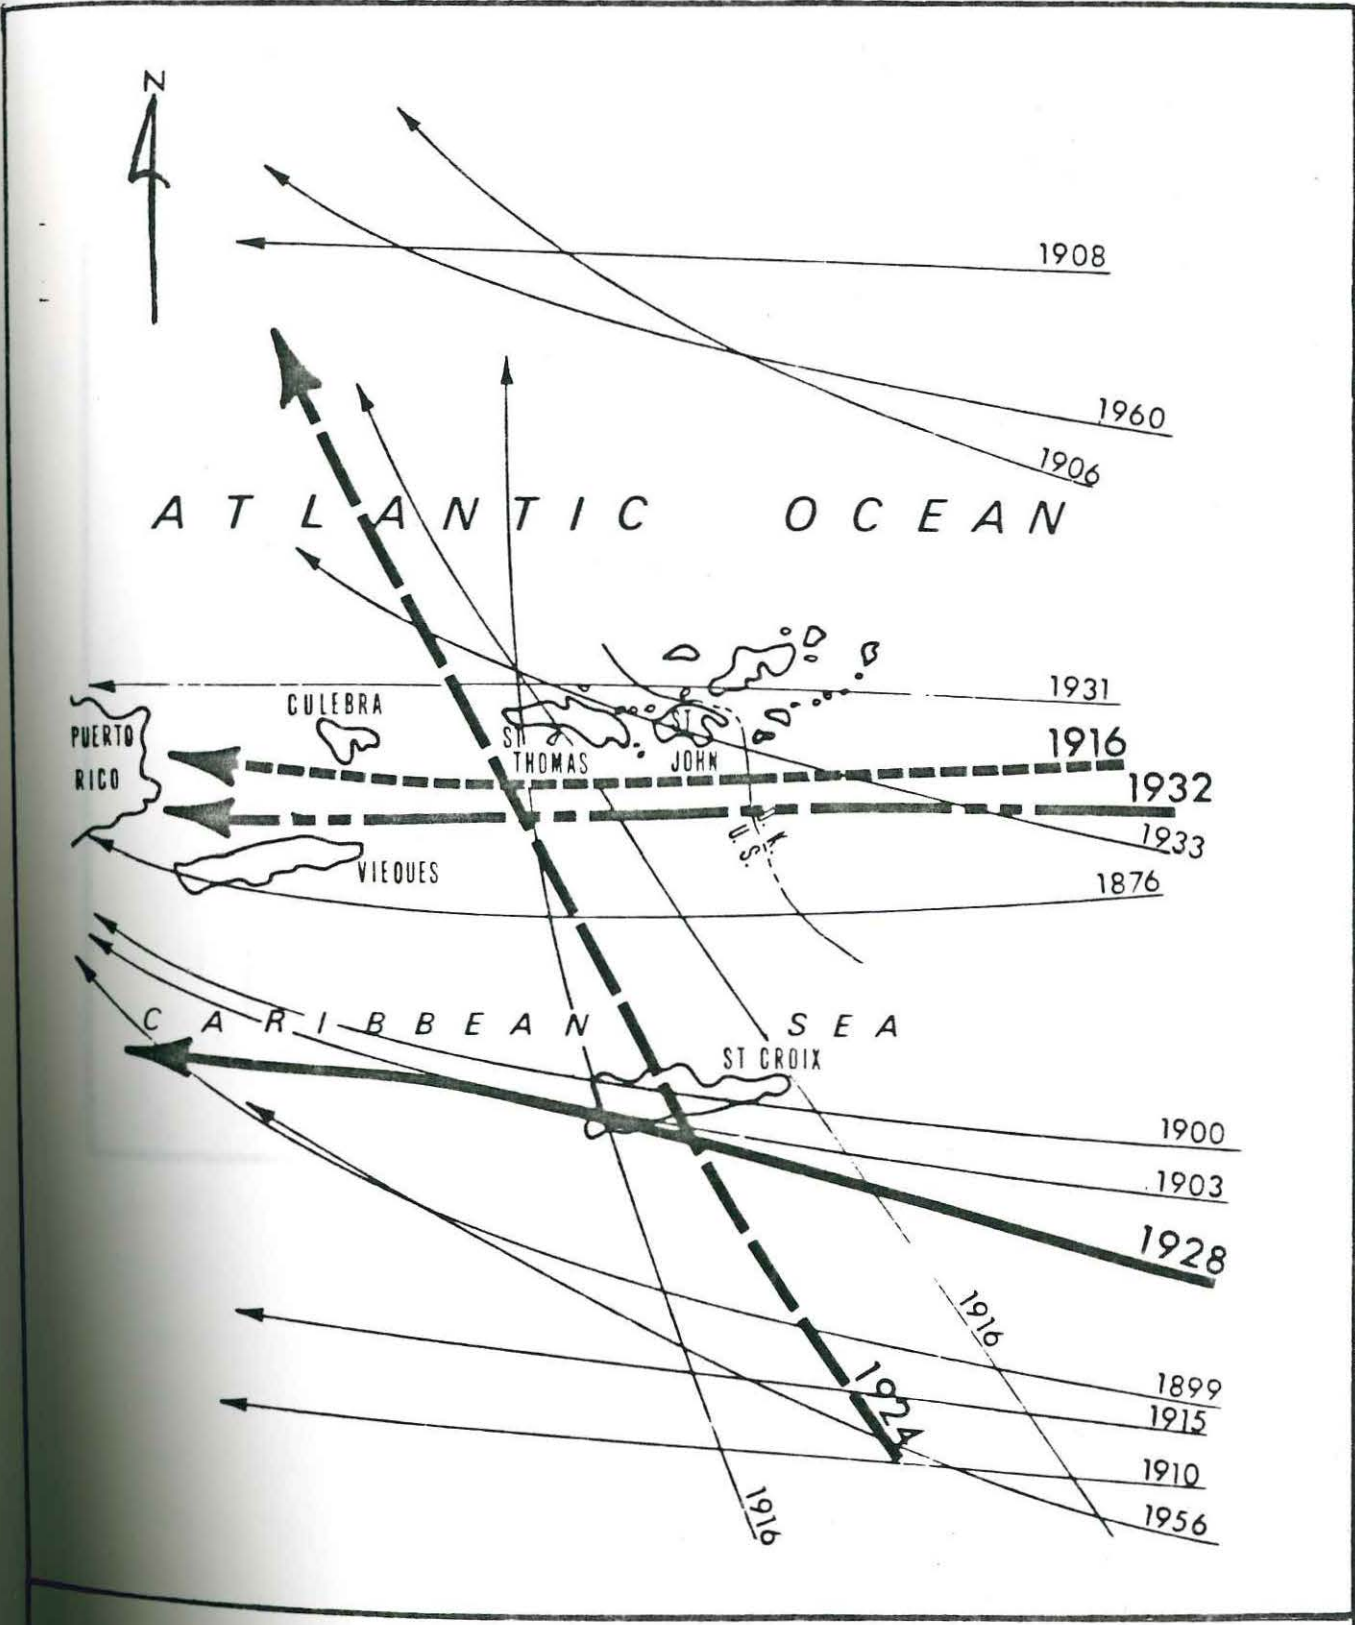 N
1908
1960
1906
ATLANTIC OCEAN
1931
CULEBRA
PUERTO
RICO
ST
THOMAS
ST
JOHN
1916
1932
U.K.
U.S.
1933
VIEQUES
1876
CARIBBEAN SEA
ST CROIX
1900
1903
1928
1916
1899
1924
1915
1910
1916
1956